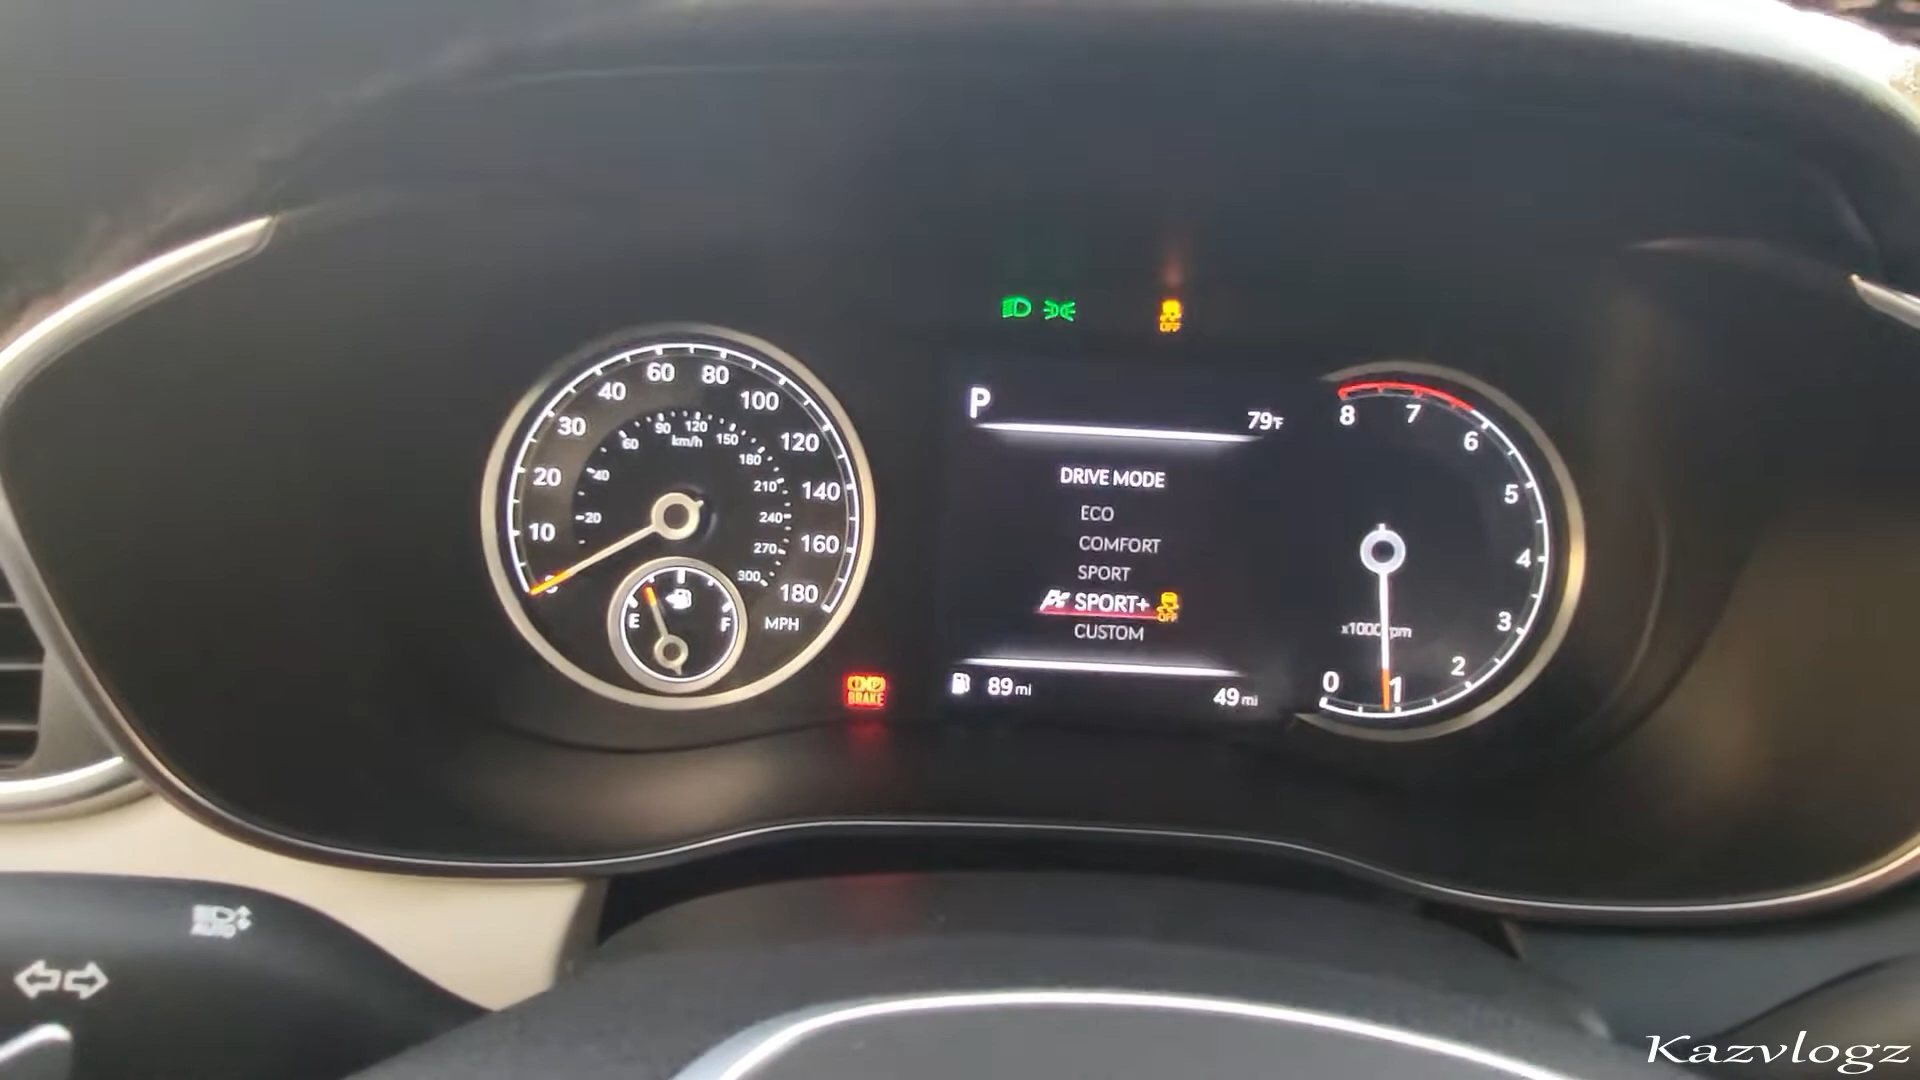 OFF
P
79°F
DRIVE MODE
ECO
COMFORT
SPORT
SPORT+ OFF
CUSTOM
89 mi
49 mi
10
20
30
40
60
80
100
120
140
160
180
MPH
20
40
60
90
120
150
180
210
240
270
300
km/h
E
F
BRAKE
8
7
6
5
4
3
2
1
0
x1000rpm
AUTO
Kazvlogz